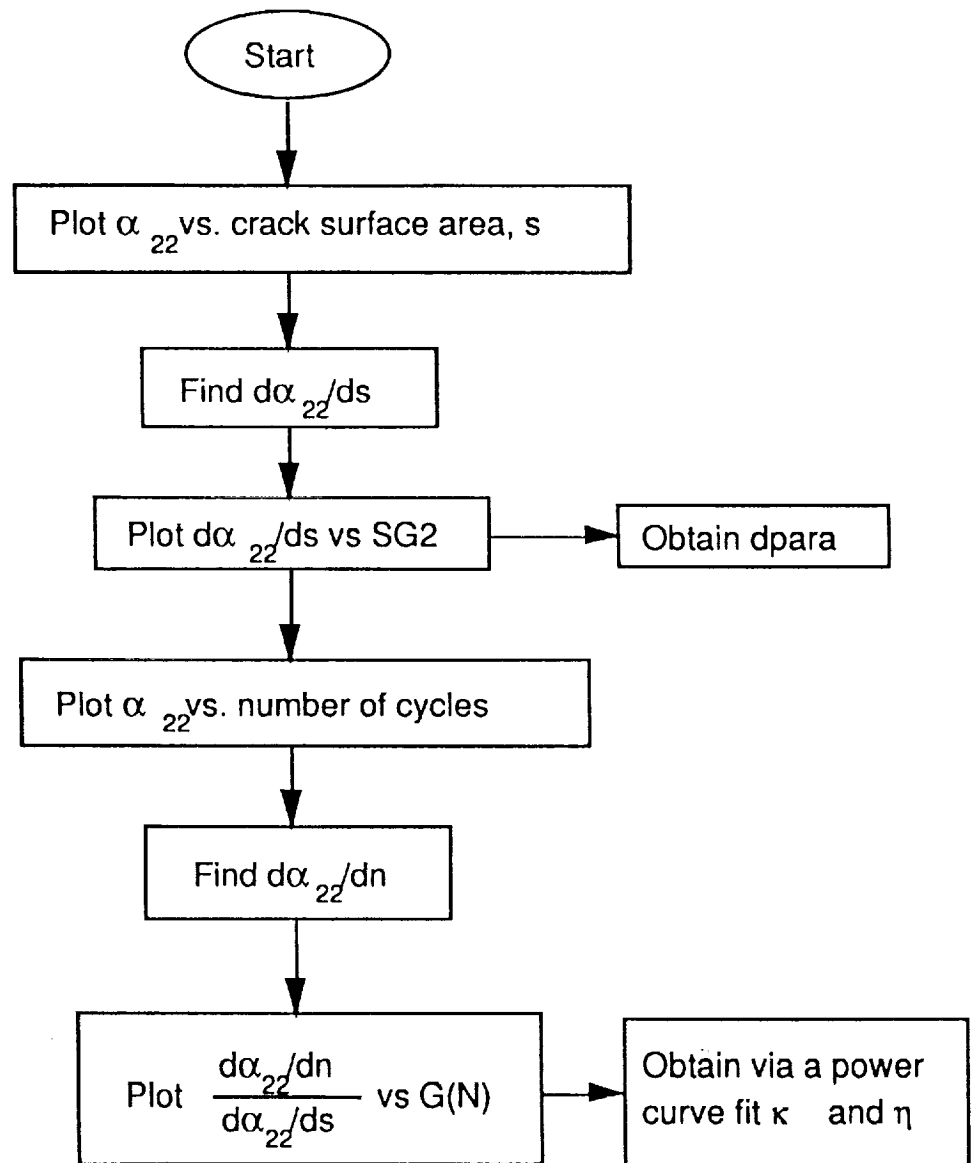 Start
Plot α 22 vs. crack surface area, s
Find dα 22/ds
Plot dα 22/ds vs SG2
Obtain dpara
Plot α 22 vs. number of cycles
Find dα 22/dn
Plot dα22/dn / dα22/ds vs G(N)
Obtain via a power
curve fit κ and η